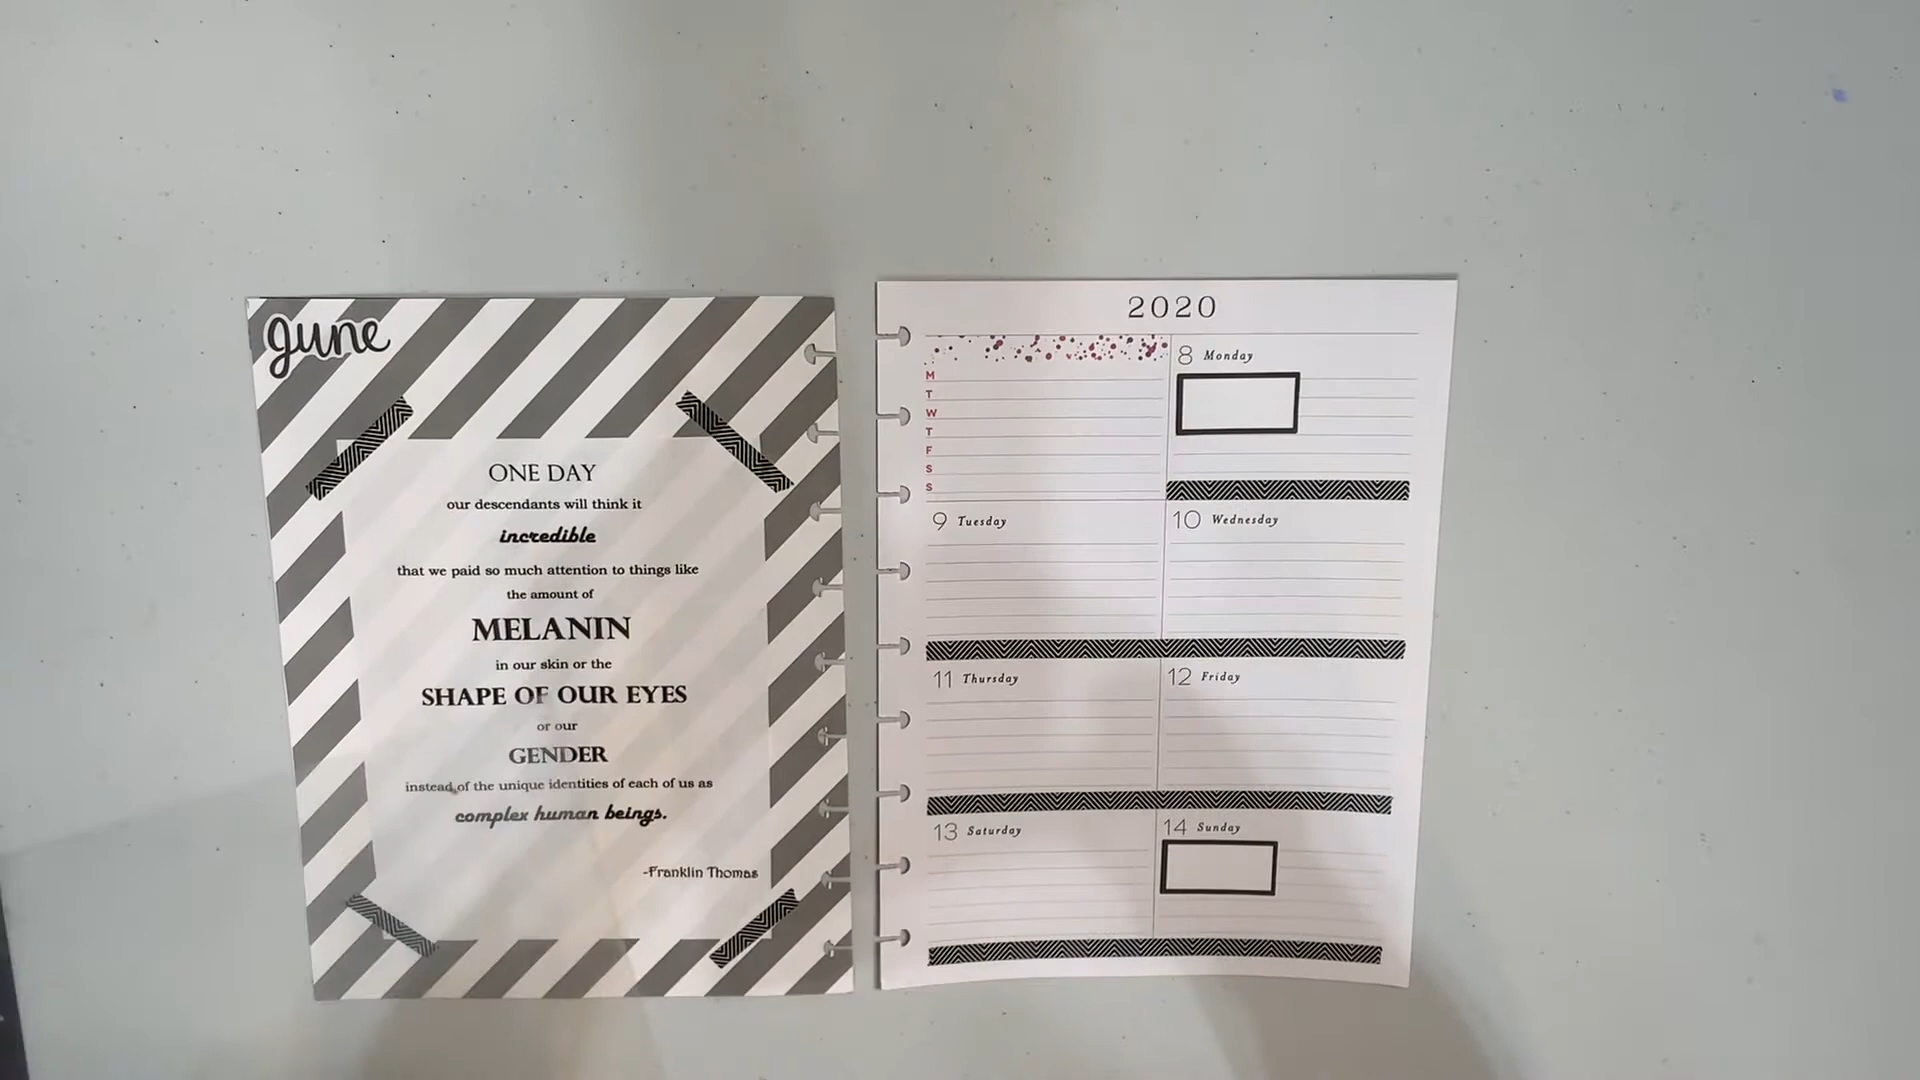 June
ONE DAY
our descendants will think it
incredible
that we paid so much attention to things like
the amount of
MELANIN
in our skin or the
SHAPE OF OUR EYES
or our
GENDER
instead of the unique identities of each of us as
complex human beings.
-Franklin Thomas
2020
M
T
W
T
F
S
S
8 Monday
9 Tuesday
10 Wednesday
11 Thursday
12 Friday
13 Saturday
14 Sunday